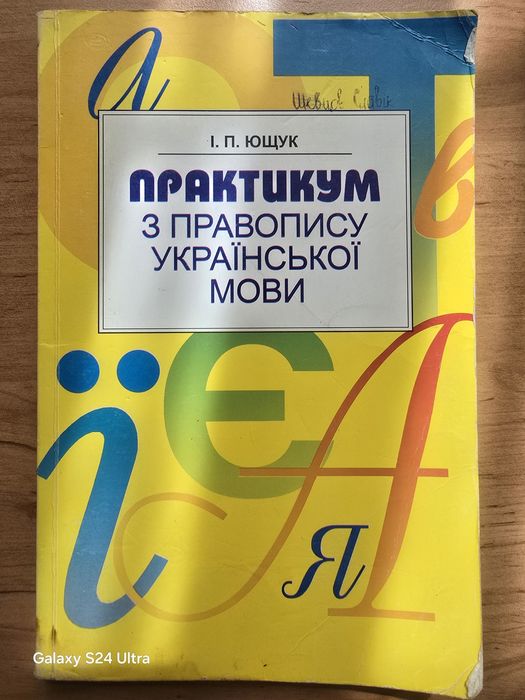 І. П. ЮЩУК
ПРАКТИКУМ
З ПРАВОПИСУ
УКРАЇНСЬКОЇ
МОВИ
а
Т
в
ї
Є
А
я
Galaxy S24 Ultra